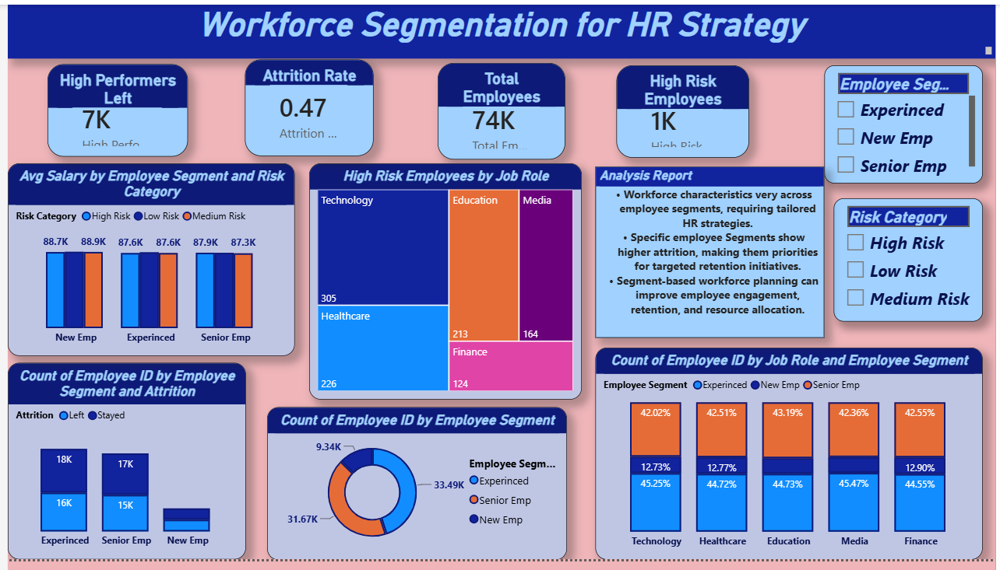 Workforce Segmentation for HR Strategy
High Performers
Left
7K
High Perfo
Attrition Rate
0.47
Attrition ...
Total
Employees
74K
Total Em...
High Risk
Employees
1K
High Risk
Employee Seg...
Experinced
New Emp
Senior Emp
Avg Salary by Employee Segment and Risk
Category
Risk Category High Risk Low Risk Medium Risk
88.7K 88.9K 87.6K 87.6K 87.9K 87.3K
New Emp Experinced Senior Emp
High Risk Employees by Job Role
Technology
305
Healthcare
226
Education
213
Media
164
Finance
124
Analysis Report
• Workforce characteristics very across
employee segments, requiring tailored
HR strategies.
• Specific employee Segments show
higher attrition, making them priorities
for targeted retention initiatives.
• Segment-based workforce planning can
improve employee engagement,
retention, and resource allocation.
Risk Category
High Risk
Low Risk
Medium Risk
Count of Employee ID by Employee
Segment and Attrition
Attrition Left Stayed
18K 17K
16K 15K
Experinced Senior Emp New Emp
Count of Employee ID by Employee Segment
9.34K
33.49K
31.67K
Employee Segm...
Experinced
Senior Emp
New Emp
Count of Employee ID by Job Role and Employee Segment
Employee Segment Experinced New Emp Senior Emp
42.02% 42.51% 43.19% 42.36% 42.55%
12.73% 12.77% 12.90%
45.25% 44.72% 44.73% 45.47% 44.55%
Technology Healthcare Education Media Finance